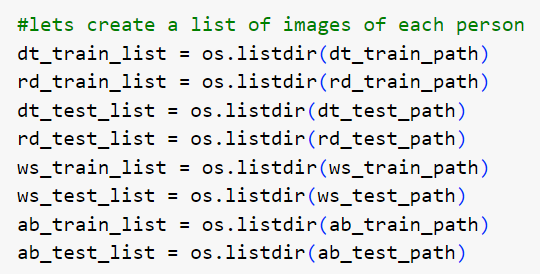 #lets create a list of images of each person
dt_train_list = os.listdir(dt_train_path)
rd_train_list = os.listdir(rd_train_path)
dt_test_list = os.listdir(dt_test_path)
rd_test_list = os.listdir(rd_test_path)
ws_train_list = os.listdir(ws_train_path)
ws_test_list = os.listdir(ws_test_path)
ab_train_list = os.listdir(ab_train_path)
ab_test_list = os.listdir(ab_test_path)